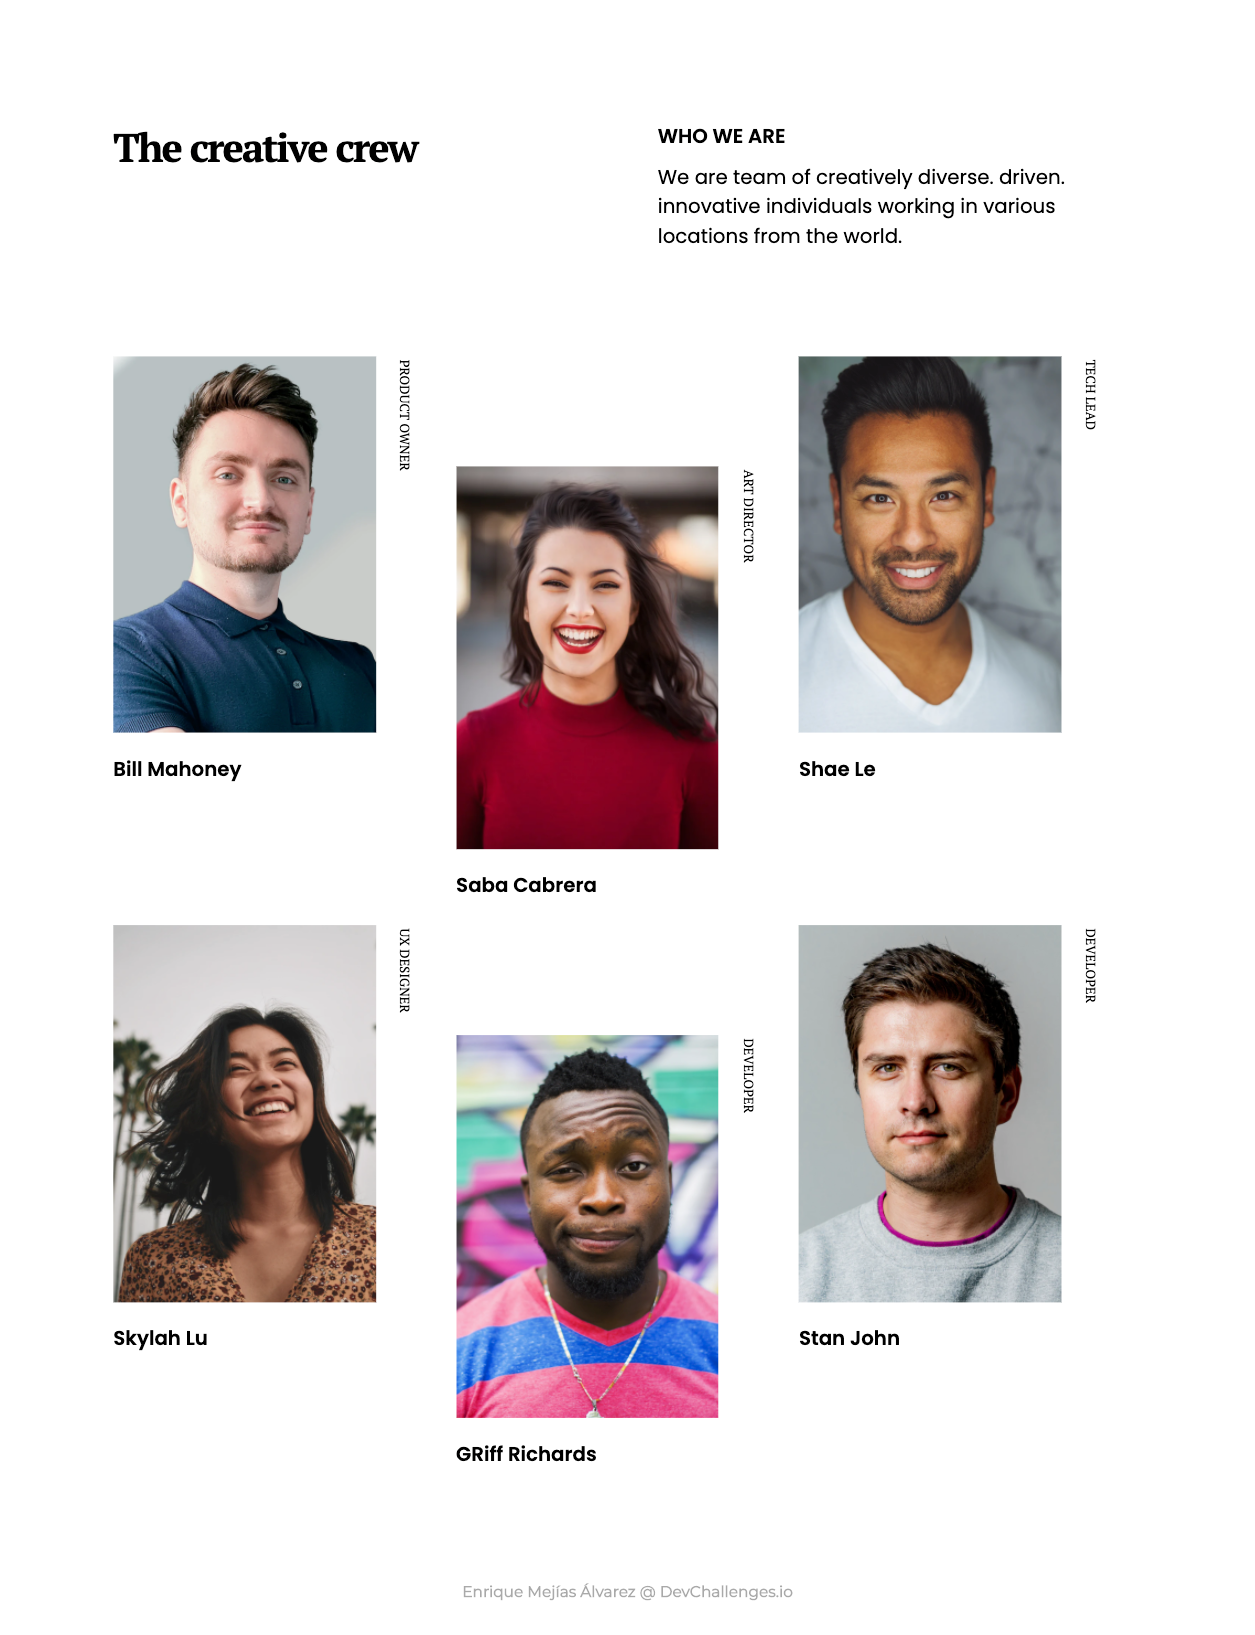 The creative crew
WHO WE ARE
We are team of creatively diverse. driven.
innovative individuals working in various
locations from the world.
PRODUCT OWNER
Bill Mahoney
ART DIRECTOR
Saba Cabrera
TECH LEAD
Shae Le
UX DESIGNER
Skylah Lu
DEVELOPER
GRiff Richards
DEVELOPER
Stan John
Enrique Mejías Álvarez @ DevChallenges.io